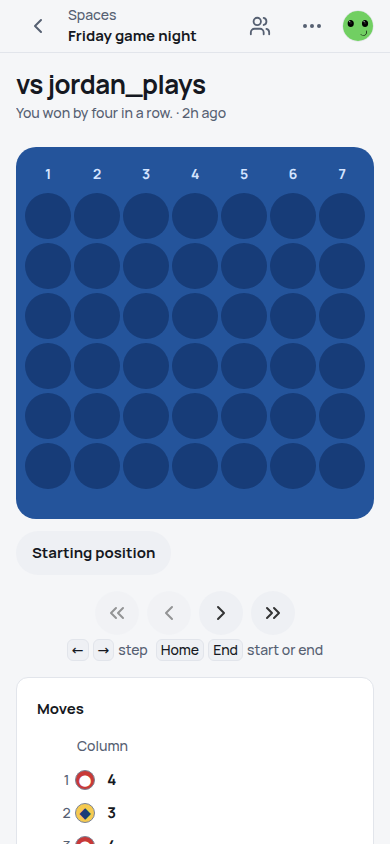 Spaces
Friday game night
vs jordan_plays
You won by four in a row. · 2h ago
1 2 3 4 5 6 7
Starting position
← → step Home End start or end
Moves
Column
1 4
2 3